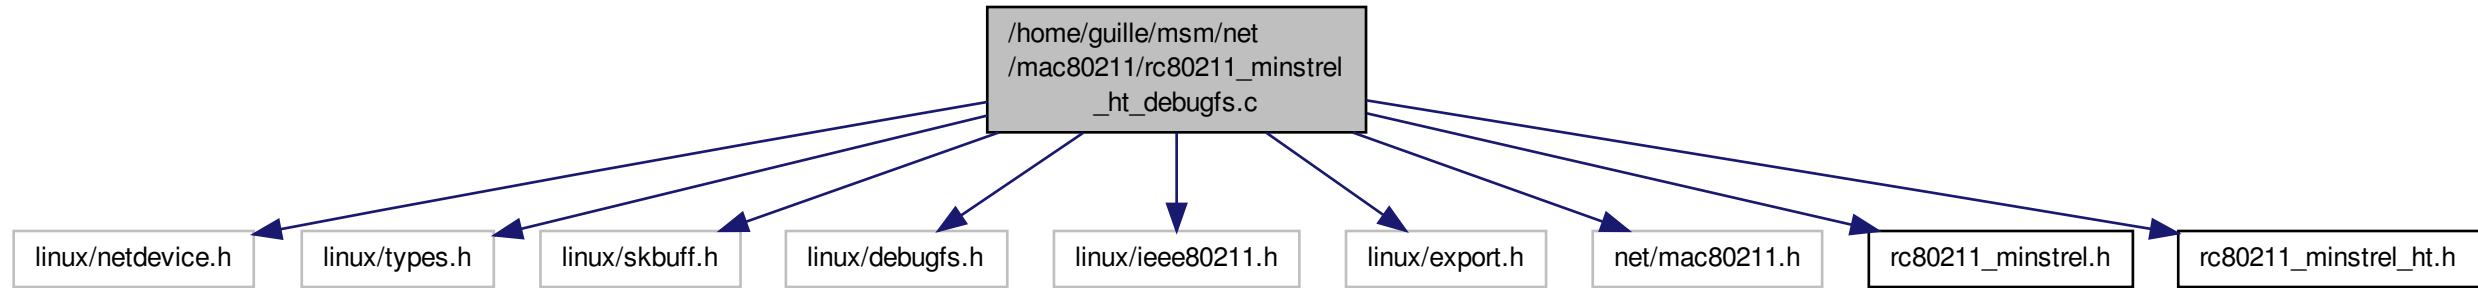 /home/guille/msm/net
/mac80211/rc80211_minstrel
_ht_debugfs.c
linux/netdevice.h
linux/types.h
linux/skbuff.h
linux/debugfs.h
linux/ieee80211.h
linux/export.h
net/mac80211.h
rc80211_minstrel.h
rc80211_minstrel_ht.h